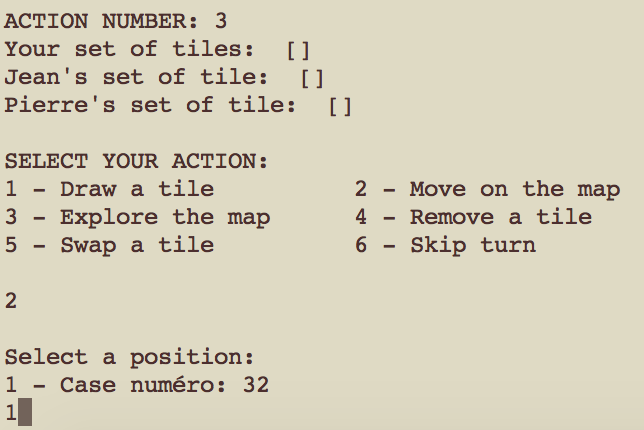 ACTION NUMBER: 3
Your set of tiles:  []
Jean's set of tile:  []
Pierre's set of tile:  []
SELECT YOUR ACTION:
1 - Draw a tile          2 - Move on the map
3 - Explore the map      4 - Remove a tile
5 - Swap a tile          6 - Skip turn
2
Select a position:
1 - Case numéro: 32
1